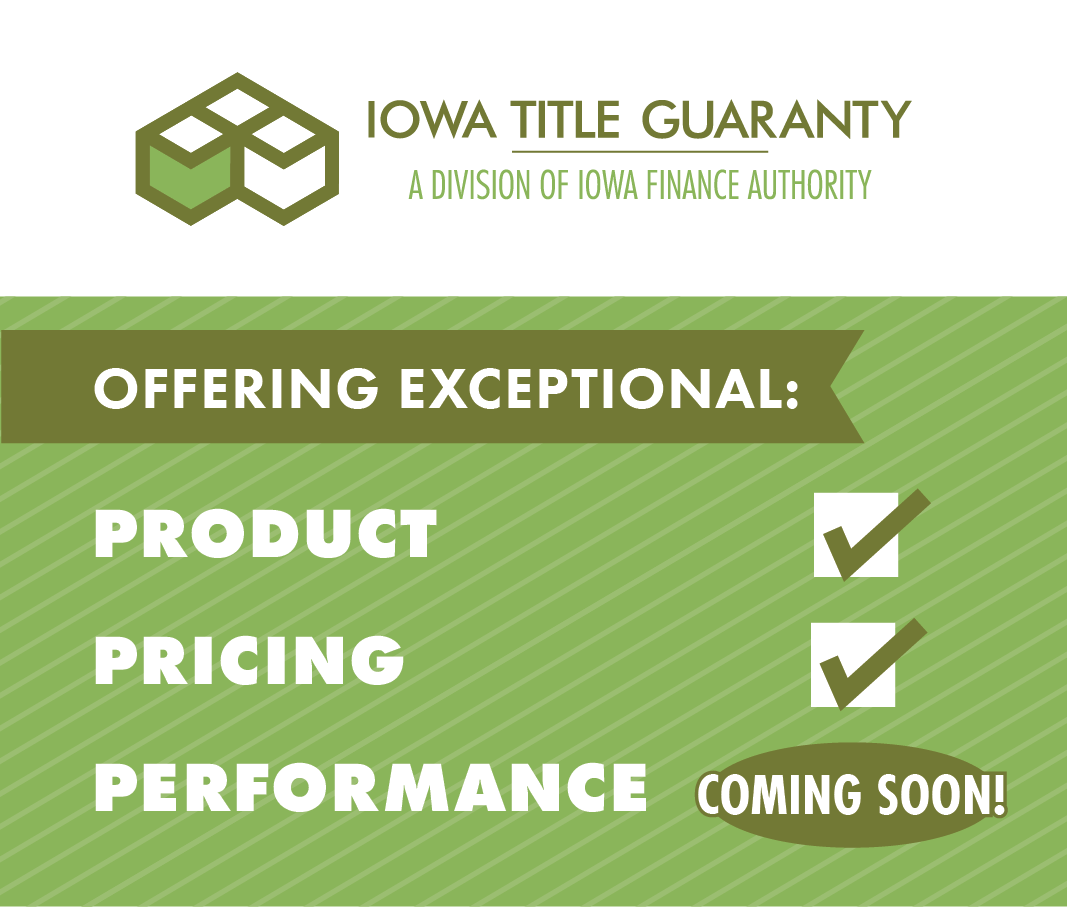 IOWA TITLE GUARANTY
A DIVISION OF IOWA FINANCE AUTHORITY
OFFERING EXCEPTIONAL:
PRODUCT
PRICING
PERFORMANCE COMING SOON!